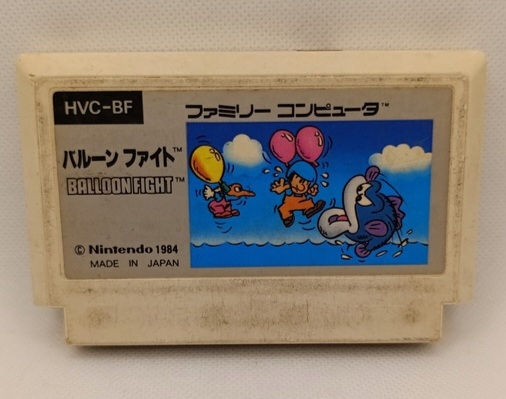 HVC-BF
ファミリー コンピュータ™
バルーン ファイト™
BALLOON FIGHT™
© Nintendo 1984
MADE IN JAPAN